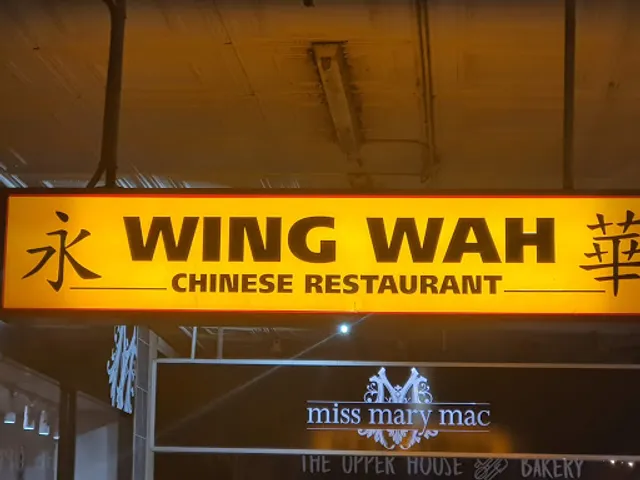 永 WING WAH 華
CHINESE RESTAURANT
miss mary mac
THE UPPER HOUSE BAKERY